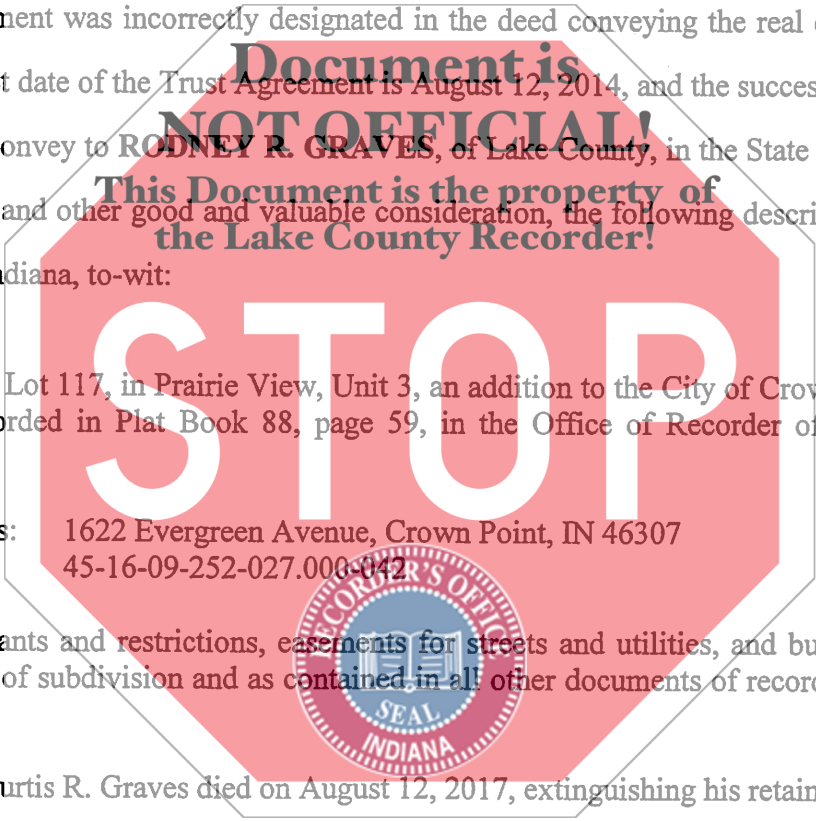 ment was incorrectly designated in the deed conveying the real
Document is
t date of the Trust Agreement is August 12, 2014, and the succes
NOT OFFICIAL!
onvey to RODNEY R. GRAVES, of Lake County, in the State
This Document is the property of
and other good and valuable consideration, the following descri
the Lake County Recorder!
ndiana, to-wit:
STOP
Lot 117, in Prairie View, Unit 3, an addition to the City of Crow
orded in Plat Book 88, page 59, in the Office of Recorder of
s: 1622 Evergreen Avenue, Crown Point, IN 46307
45-16-09-252-027.000-042
RECORDER'S OFFICE
ants and restrictions, easements for streets and utilities, and bu
of subdivision and as contained in all other documents of record
SEAL
INDIANA
urtis R. Graves died on August 12, 2017, extinguishing his retain